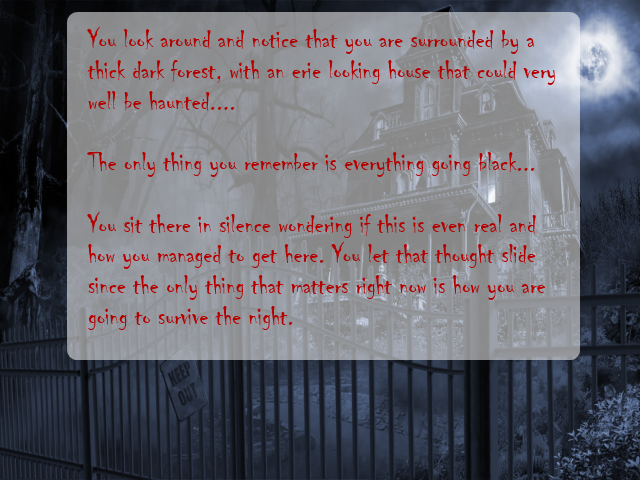 You look around and notice that you are surrounded by a
thick dark forest, with an erie looking house that could very
well be haunted....
The only thing you remember is everything going black...
You sit there in silence wondering if this is even real and
how you managed to get here. You let that thought slide
since the only thing that matters right now is how you are
going to survive the night.
KEEP
OUT